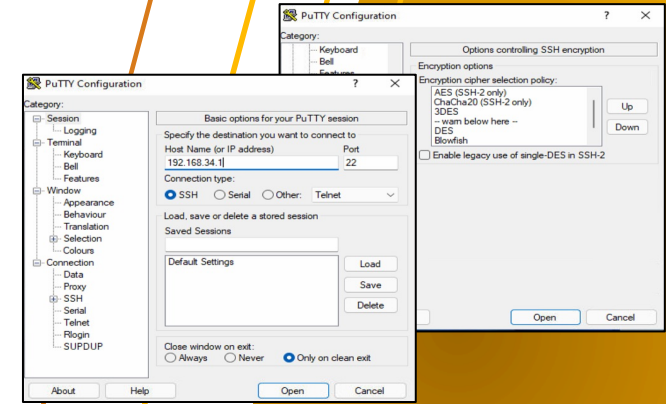 PuTTY Configuration ? ×
Category:
Keyboard
Bell
Features
Options controlling SSH encryption
Encryption options
Encryption cipher selection policy:
AES (SSH-2 only)
ChaCha20 (SSH-2 only)
3DES
-- warn below here --
DES
Blowfish
Up
Down
Enable legacy use of single-DES in SSH-2
Open Cancel
PuTTY Configuration ? ×
Category:
Session
Logging
Terminal
Keyboard
Bell
Features
Window
Appearance
Behaviour
Translation
Selection
Colours
Connection
Data
Proxy
SSH
Serial
Telnet
Rlogin
SUPDUP
Basic options for your PuTTY session
Specify the destination you want to connect to
Host Name (or IP address) Port
192.168.34.1 22
Connection type:
SSH Serial Other: Telnet
Load, save or delete a stored session
Saved Sessions
Default Settings
Load
Save
Delete
Close window on exit:
Always Never Only on clean exit
About Help Open Cancel